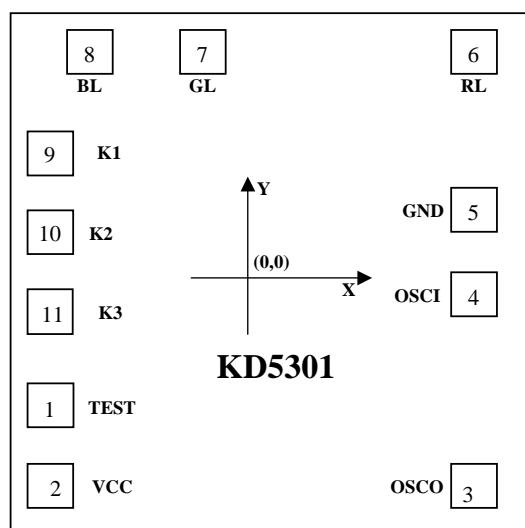 8 7 6
BL GL RL
9 K1
Y
GND 5
10 K2
(0,0)
X
OSCI 4
11 K3
KD5301
1 TEST
2 VCC
OSCO 3